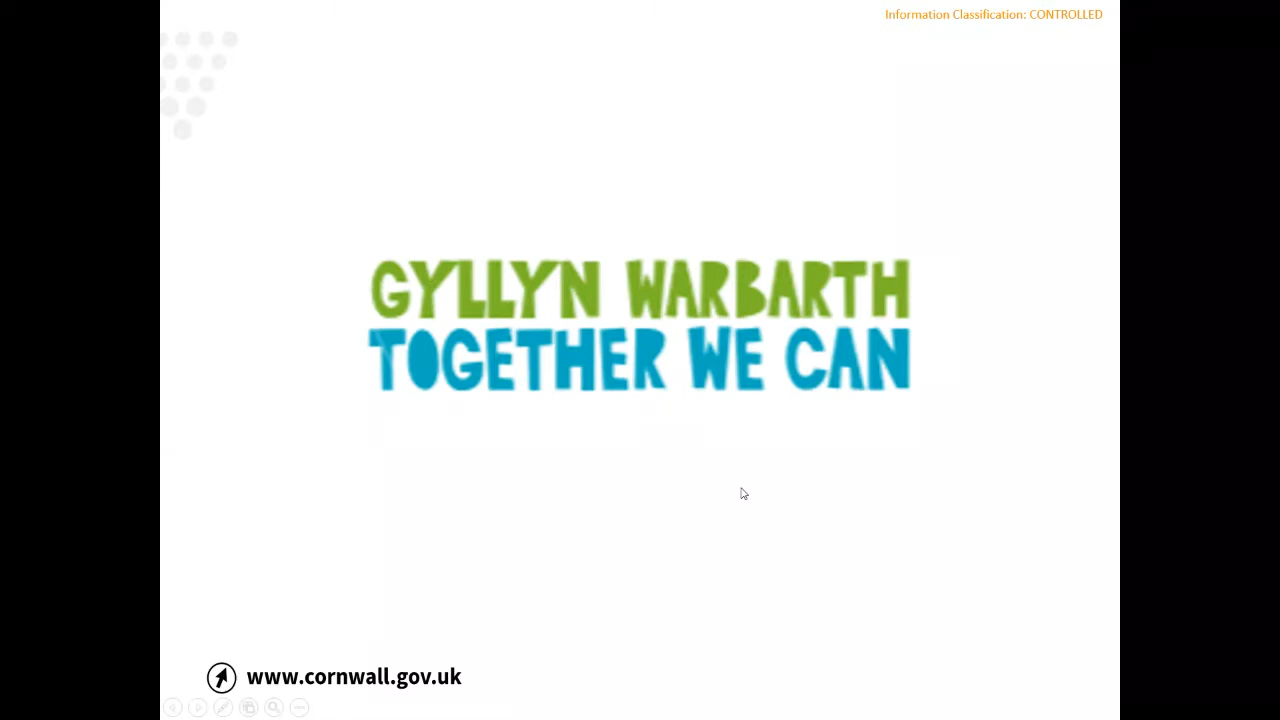 Information Classification: CONTROLLED
GYLLYN WARBARTH
TOGETHER WE CAN
www.cornwall.gov.uk